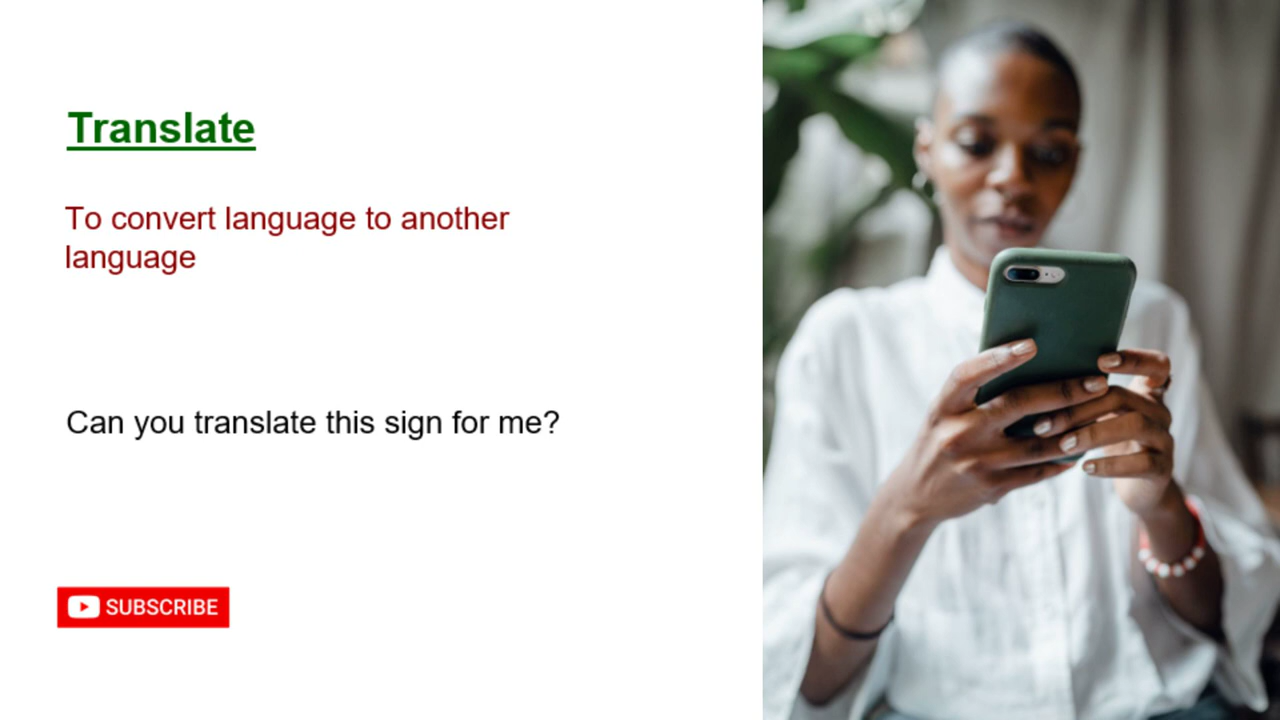 Translate
To convert language to another
language
Can you translate this sign for me?
SUBSCRIBE